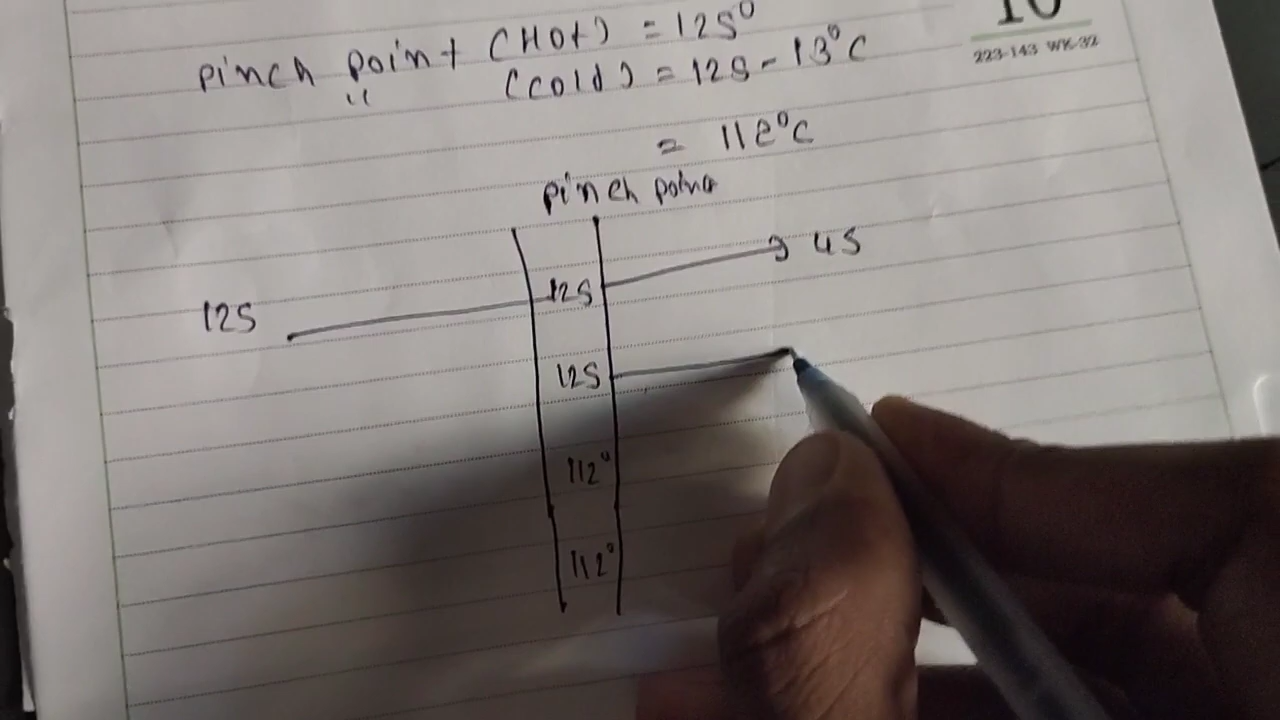 10
223-143 WK-32
pinch point (Hot) = 125°
" (cold) = 125 - 13°C
= 112°C
pinch point
125 125 45
125
112°
112°